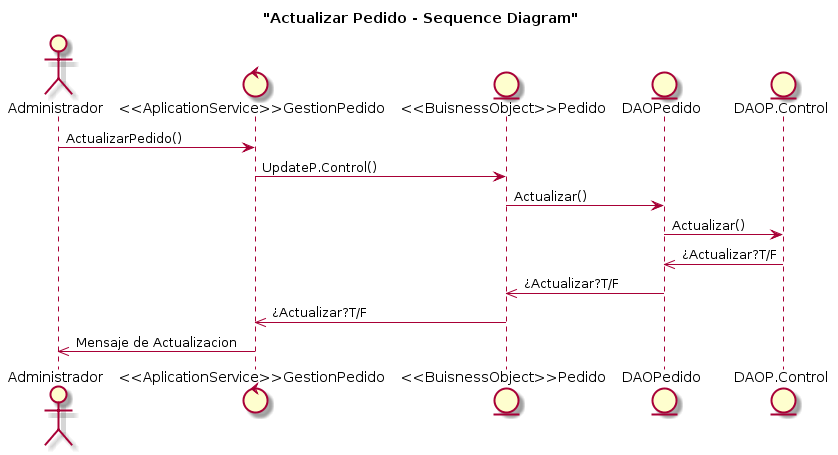 "Actualizar Pedido - Sequence Diagram"
Administrador
<<AplicationService>>GestionPedido
<<BuisnessObject>>Pedido
DAOPedido
DAOP.Control
ActualizarPedido()
UpdateP.Control()
Actualizar()
Actualizar()
¿Actualizar?T/F
¿Actualizar?T/F
¿Actualizar?T/F
Mensaje de Actualizacion
Administrador
<<AplicationService>>GestionPedido
<<BuisnessObject>>Pedido
DAOPedido
DAOP.Control